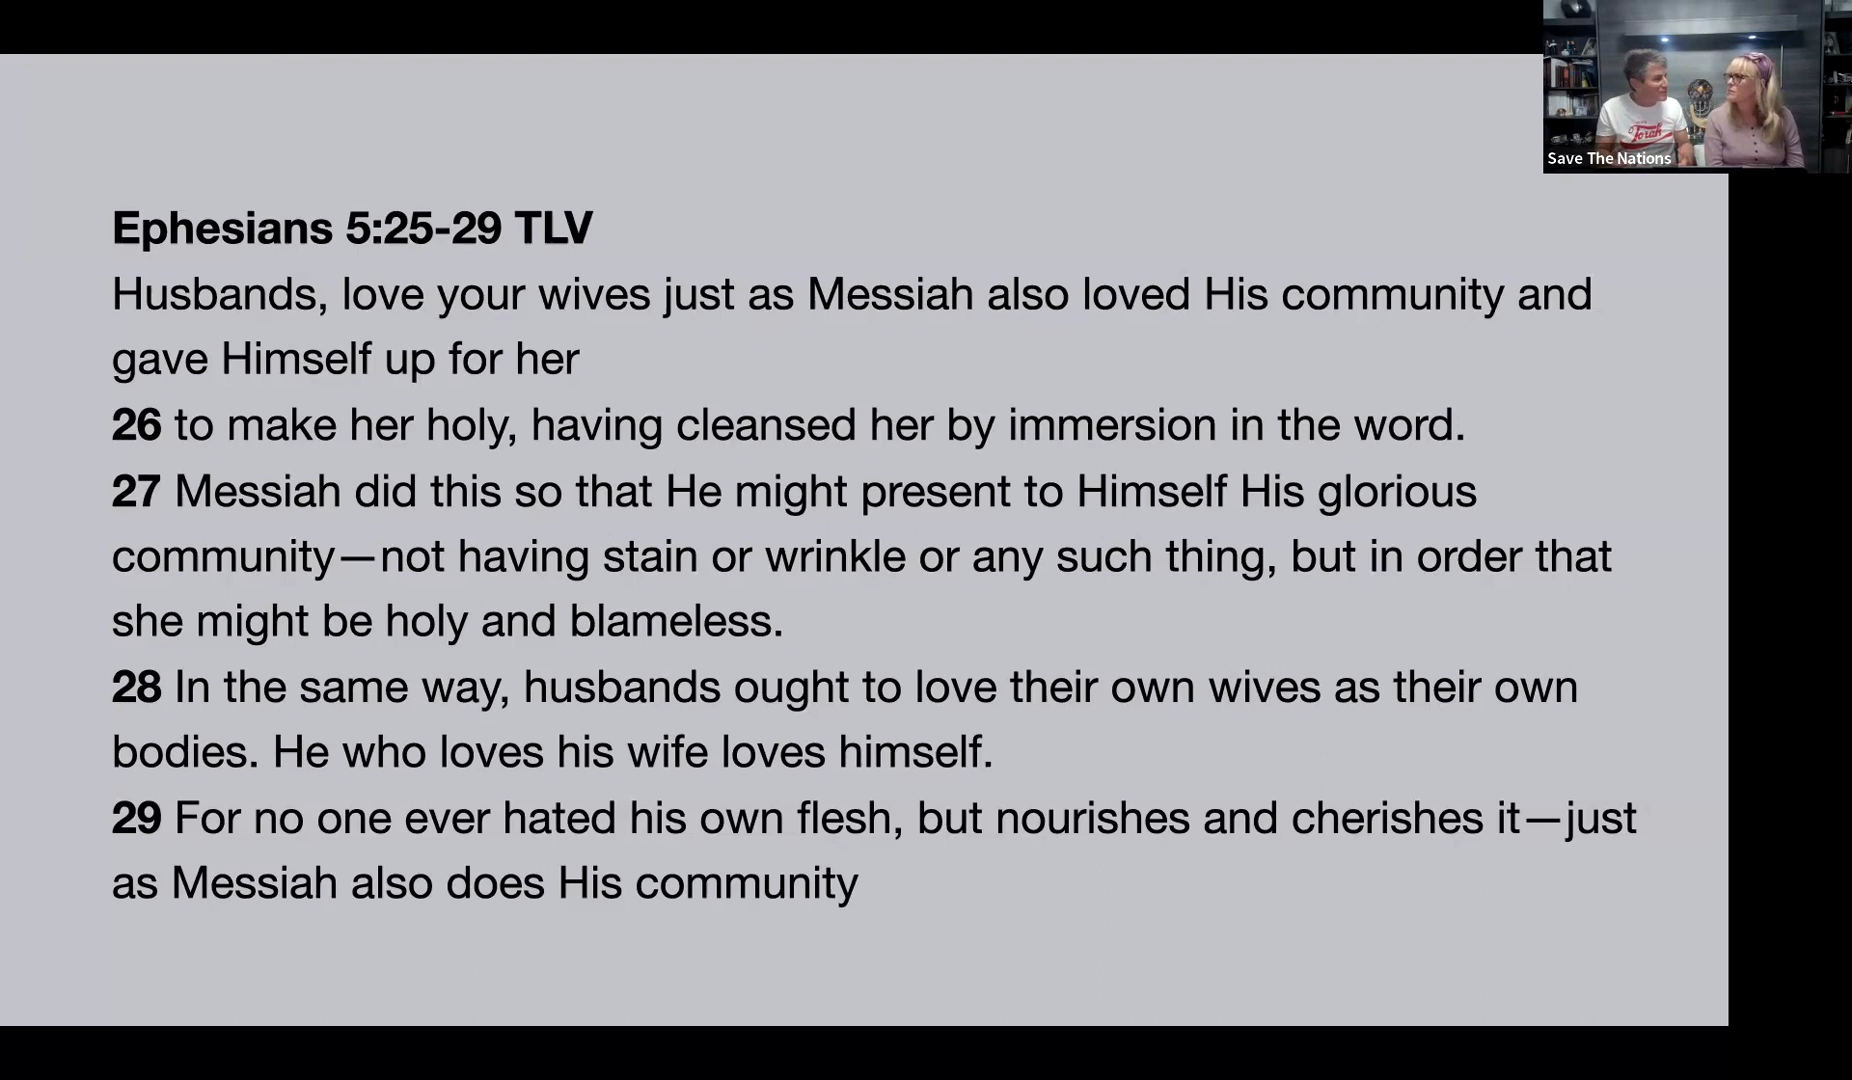 Ephesians 5:25-29 TLV
Husbands, love your wives just as Messiah also loved His community and
gave Himself up for her
26 to make her holy, having cleansed her by immersion in the word.
27 Messiah did this so that He might present to Himself His glorious
community—not having stain or wrinkle or any such thing, but in order that
she might be holy and blameless.
28 In the same way, husbands ought to love their own wives as their own
bodies. He who loves his wife loves himself.
29 For no one ever hated his own flesh, but nourishes and cherishes it—just
as Messiah also does His community
Torah
Save The Nations